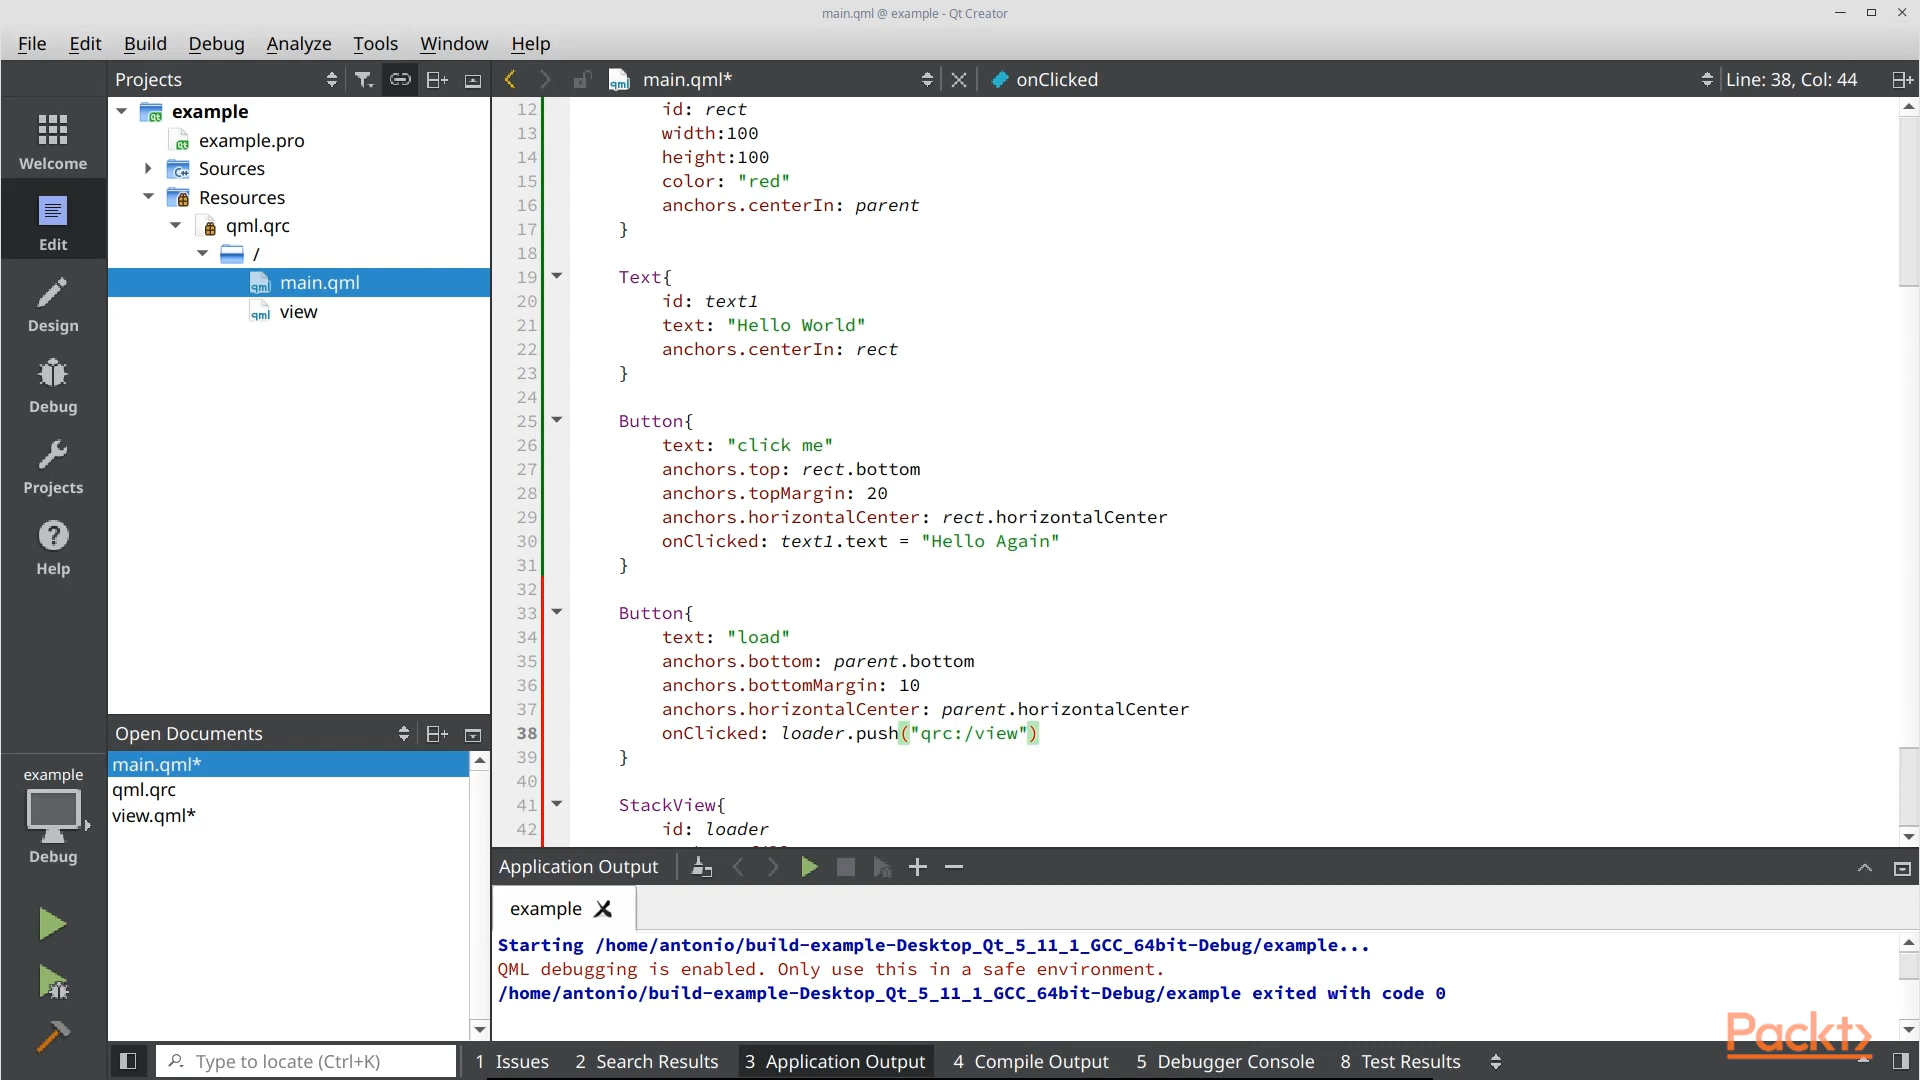 main.qml @ example - Qt Creator
File Edit Build Debug Analyze Tools Window Help
Projects
main.qml*
onClicked
Line: 38, Col: 44
Welcome
Edit
Design
Debug
Projects
Help
example
Debug
example
example.pro
Sources
Resources
qml.qrc
/
main.qml
view
Open Documents
main.qml*
qml.qrc
view.qml*
12 id: rect
13 width:100
14 height:100
15 color: "red"
16 anchors.centerIn: parent
17 }
18
19 Text{
20 id: text1
21 text: "Hello World"
22 anchors.centerIn: rect
23 }
24
25 Button{
26 text: "click me"
27 anchors.top: rect.bottom
28 anchors.topMargin: 20
29 anchors.horizontalCenter: rect.horizontalCenter
30 onClicked: text1.text = "Hello Again"
31 }
32
33 Button{
34 text: "load"
35 anchors.bottom: parent.bottom
36 anchors.bottomMargin: 10
37 anchors.horizontalCenter: parent.horizontalCenter
38 onClicked: loader.push("qrc:/view")
39 }
40
41 StackView{
42 id: loader
Application Output
example
Starting /home/antonio/build-example-Desktop_Qt_5_11_1_GCC_64bit-Debug/example...
QML debugging is enabled. Only use this in a safe environment.
/home/antonio/build-example-Desktop_Qt_5_11_1_GCC_64bit-Debug/example exited with code 0
Packt>
Type to locate (Ctrl+K)
1 Issues 2 Search Results 3 Application Output 4 Compile Output 5 Debugger Console 8 Test Results